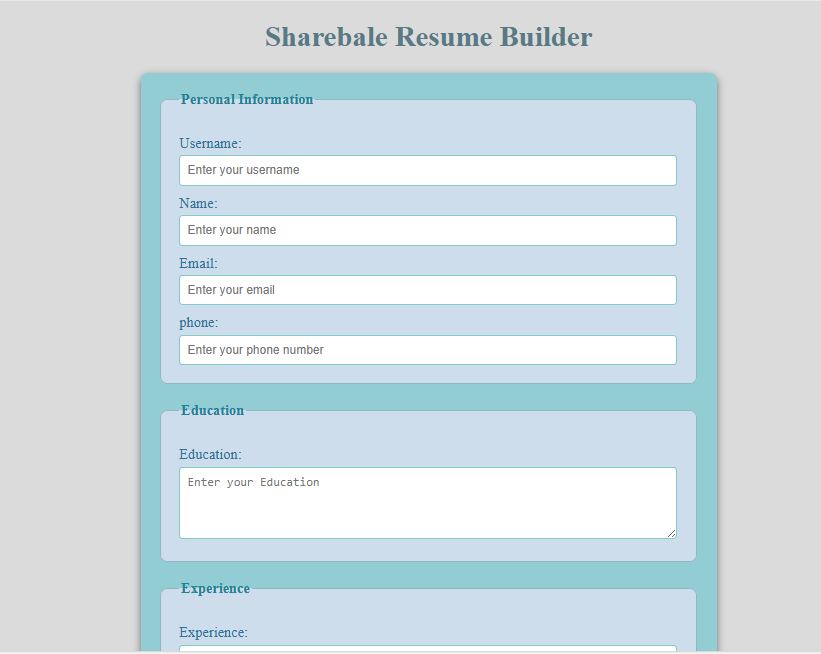 Sharebale Resume Builder
Personal Information
Username:
Enter your username
Name:
Enter your name
Email:
Enter your email
phone:
Enter your phone number
Education
Education:
Enter your Education
Experience
Experience: